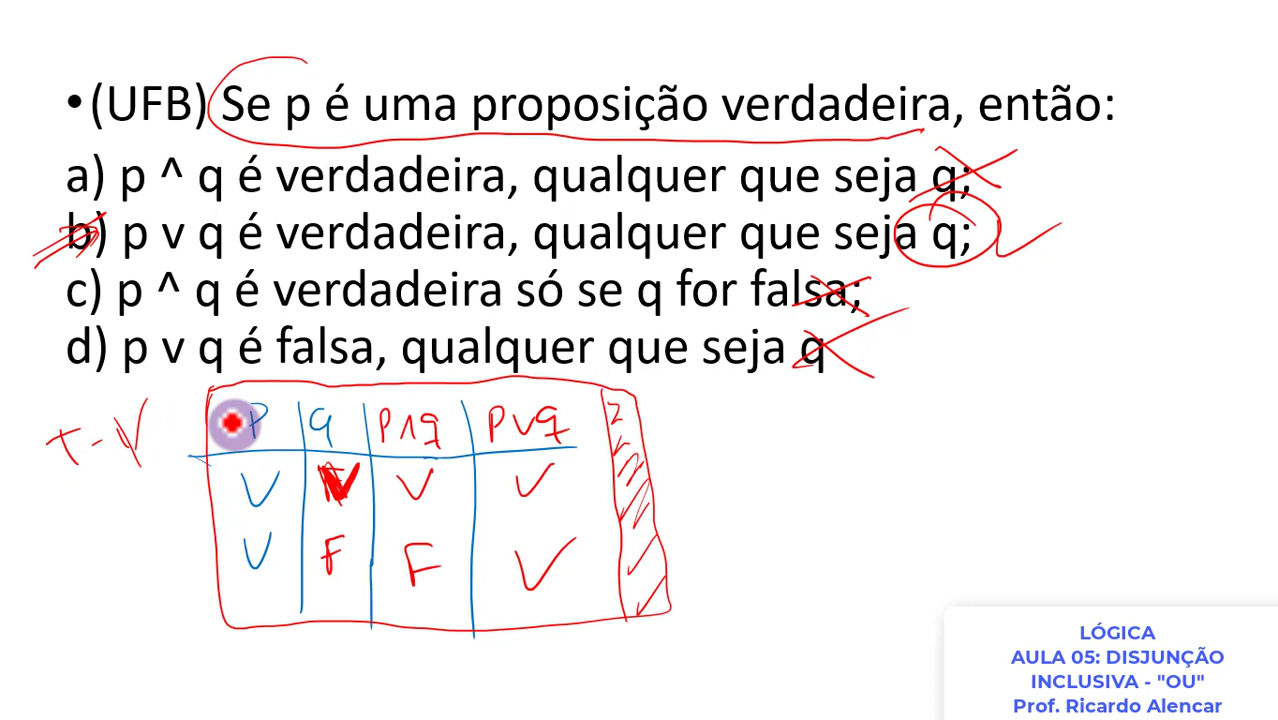 •(UFB) Se p é uma proposição verdadeira, então:
a) p ^ q é verdadeira, qualquer que seja q;
b) p v q é verdadeira, qualquer que seja q;
c) p ^ q é verdadeira só se q for falsa;
d) p v q é falsa, qualquer que seja q
T - V
P q p ∧ q p ∨ q
V V V V
V F F V
LÓGICA
AULA 05: DISJUNÇÃO
INCLUSIVA - "OU"
Prof. Ricardo Alencar